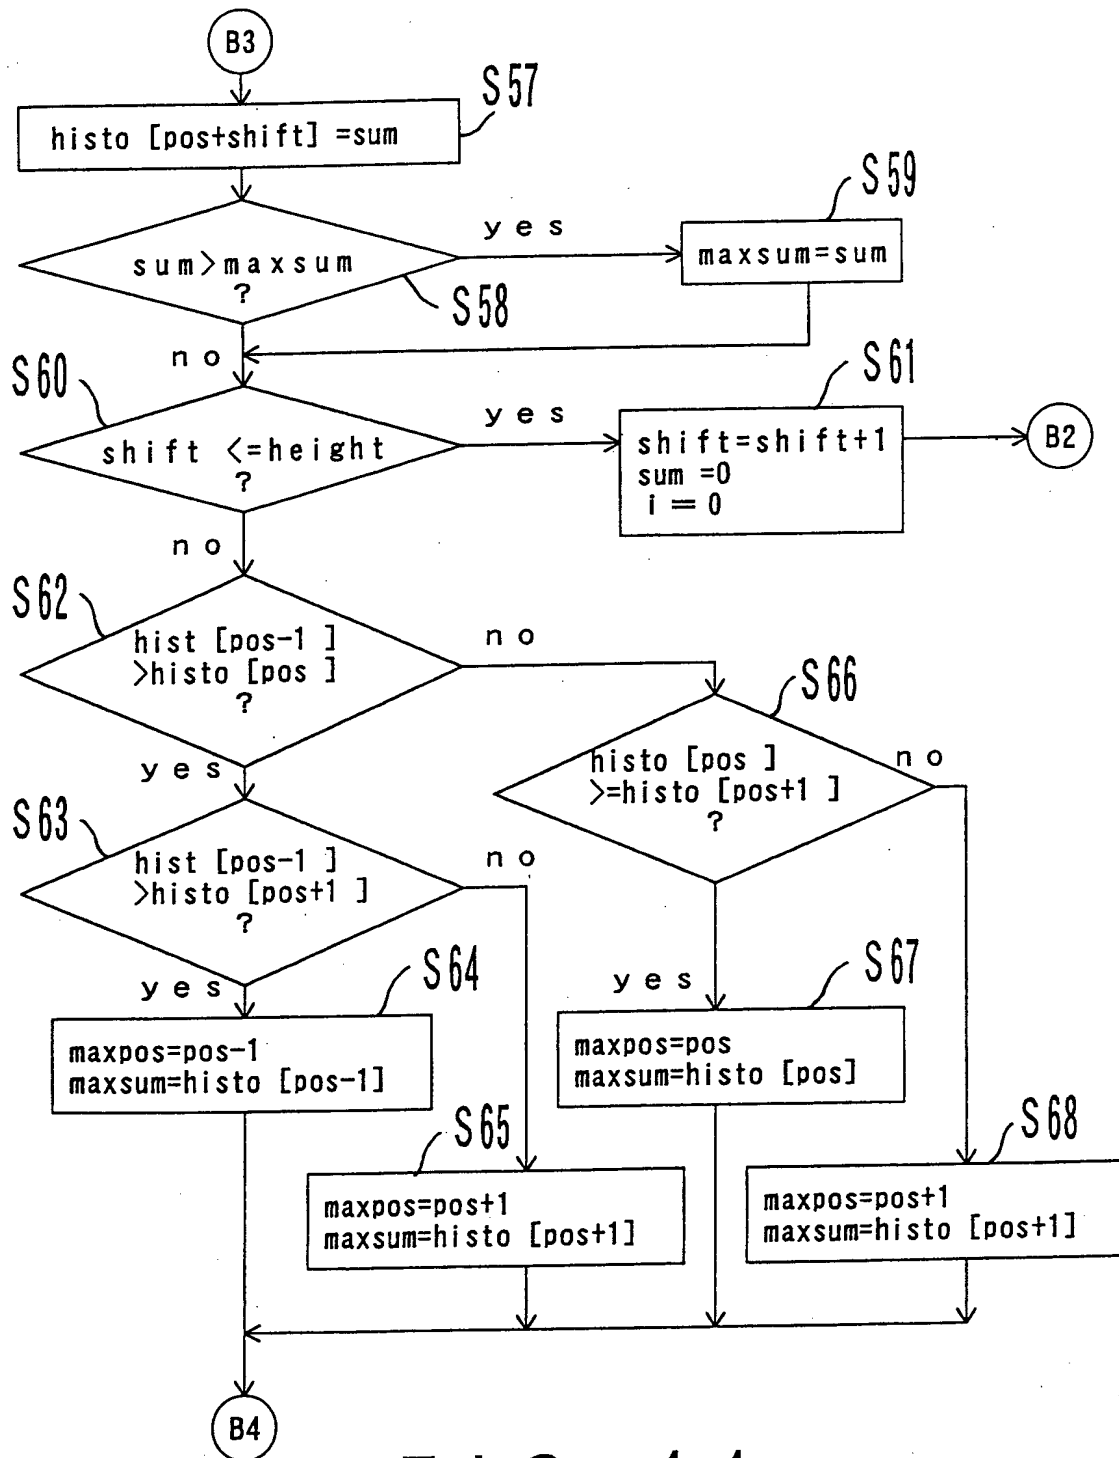 B3
S57
histo [pos+shift] =sum
S59
yes
maxsum=sum
sum>maxsum
?
S58
no
S60
S61
yes
shift <=height
?
shift=shift+1
sum =0
i = 0
B2
no
S62
no
hist [pos-1 ]
>histo [pos ]
?
S66
yes
histo [pos ]
>=histo [pos+1 ]
?
no
S63
no
hist [pos-1 ]
>histo [pos+1 ]
?
yes
S64
yes
S67
maxpos=pos-1
maxsum=histo [pos-1]
maxpos=pos
maxsum=histo [pos]
S65
S68
maxpos=pos+1
maxsum=histo [pos+1]
maxpos=pos+1
maxsum=histo [pos+1]
B4